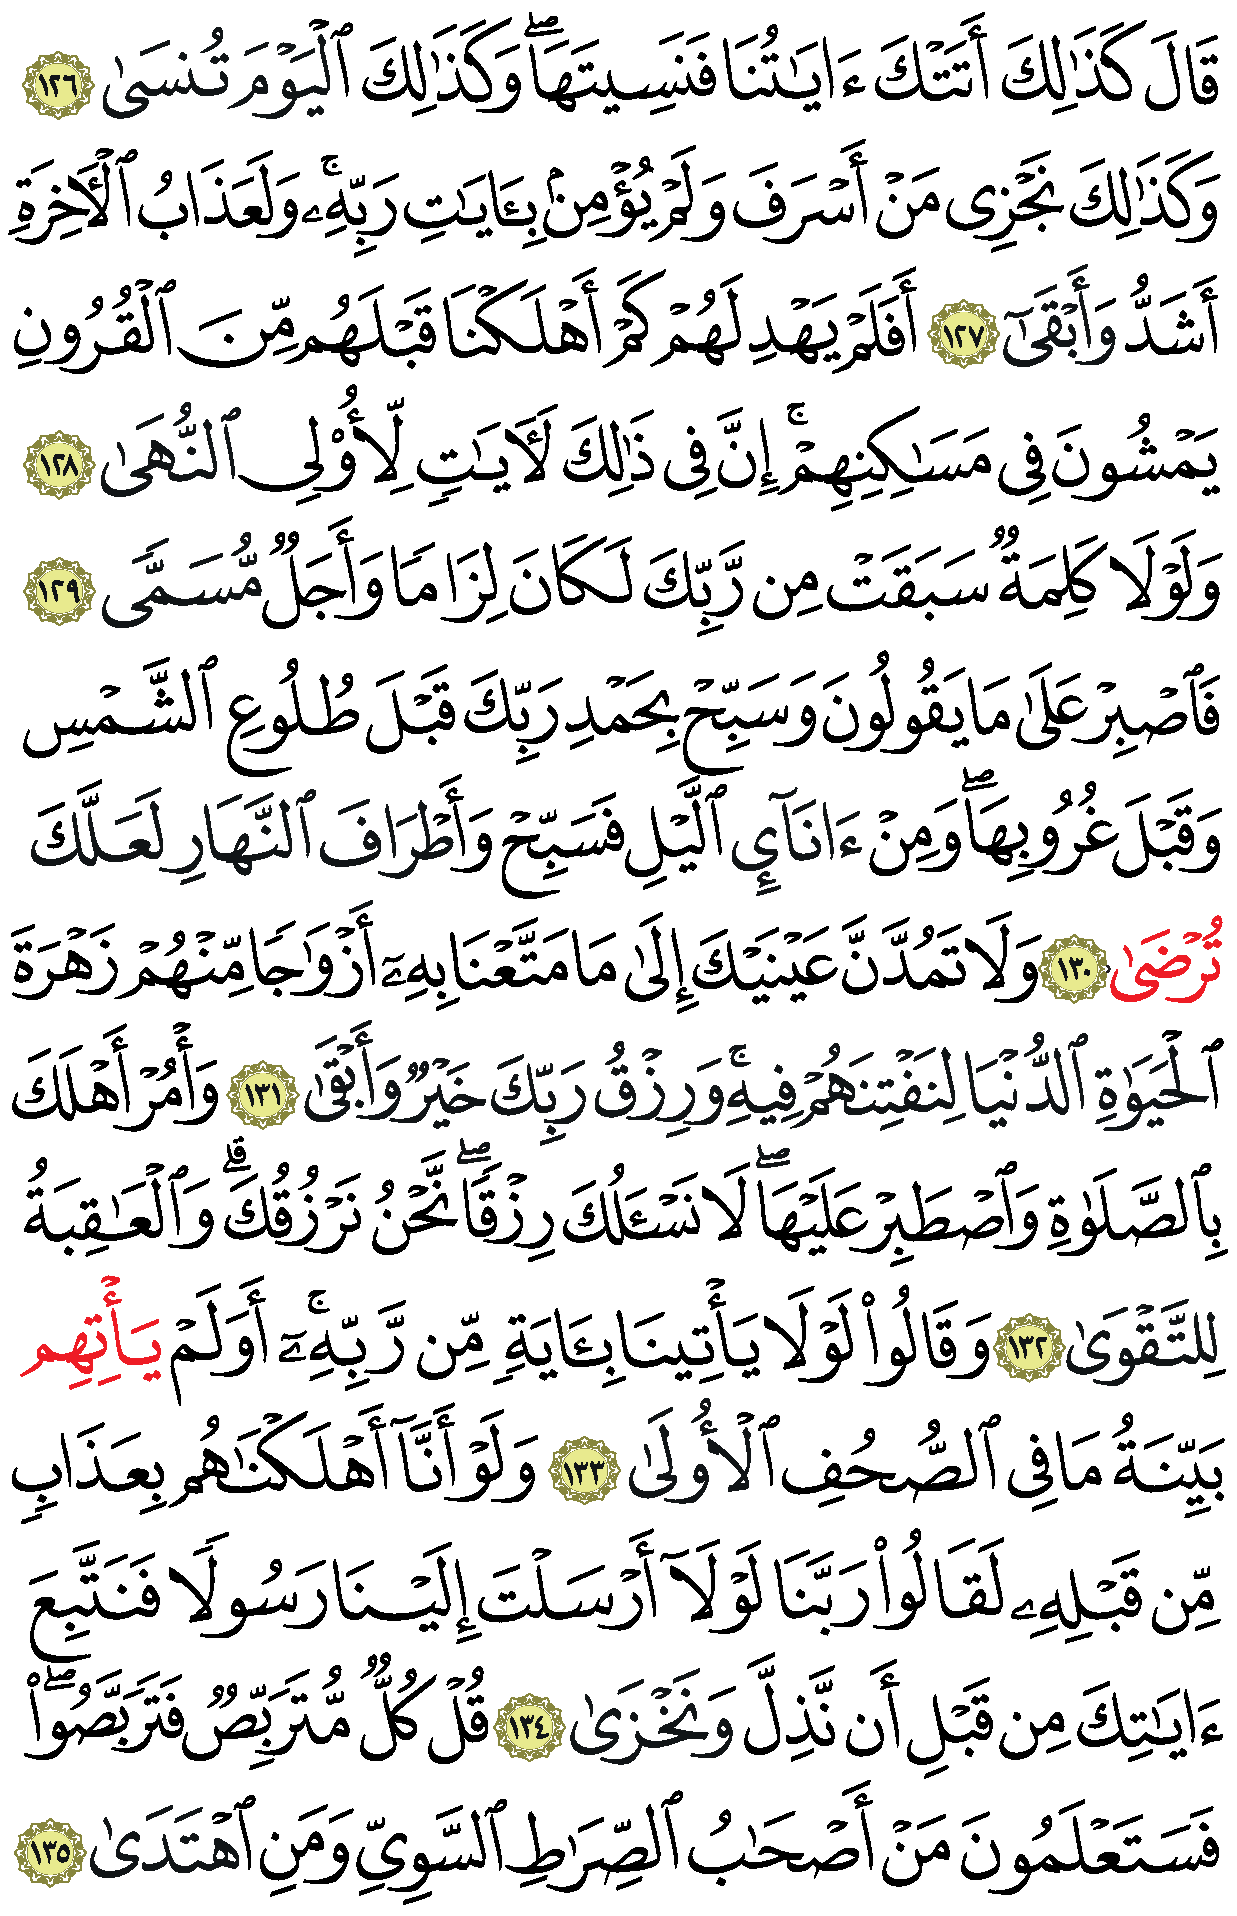 قَالَ كَذَٰلِكَ أَتَتْكَ ءَايَٰتُنَا فَنَسِيتَهَا ۖ وَكَذَٰلِكَ ٱلْيَوْمَ تُنسَىٰ ١٢٦
وَكَذَٰلِكَ نَجْزِى مَنْ أَسْرَفَ وَلَمْ يُؤْمِنۢ بِـَٔايَٰتِ رَبِّهِۦ ۚ وَلَعَذَابُ ٱلْـَٔاخِرَةِ
أَشَدُّ وَأَبْقَىٰٓ ١٢٧ أَفَلَمْ يَهْدِ لَهُمْ كَمْ أَهْلَكْنَا قَبْلَهُم مِّنَ ٱلْقُرُونِ
يَمْشُونَ فِى مَسَٰكِنِهِمْ ۚ إِنَّ فِى ذَٰلِكَ لَـَٔايَٰتٍ لِّأُو۟لِى ٱلنُّهَىٰ ١٢٨
وَلَوْلَا كَلِمَةٌ سَبَقَتْ مِن رَّبِّكَ لَكَانَ لِزَامًا وَأَجَلٌ مُّسَمًّى ١٢٩
فَٱصْبِرْ عَلَىٰ مَا يَقُولُونَ وَسَبِّحْ بِحَمْدِ رَبِّكَ قَبْلَ طُلُوعِ ٱلشَّمْسِ
وَقَبْلَ غُرُوبِهَا ۖ وَمِنْ ءَانَآئِ ٱلَّيْلِ فَسَبِّحْ وَأَطْرَافَ ٱلنَّهَارِ لَعَلَّكَ
تُرْضَىٰ ١٣٠ وَلَا تَمُدَّنَّ عَيْنَيْكَ إِلَىٰ مَا مَتَّعْنَا بِهِۦٓ أَزْوَٰجًا مِّنْهُمْ زَهْرَةَ
ٱلْحَيَوٰةِ ٱلدُّنْيَا لِنَفْتِنَهُمْ فِيهِ ۚ وَرِزْقُ رَبِّكَ خَيْرٌ وَأَبْقَىٰ ١٣١ وَأْمُرْ أَهْلَكَ
بِٱلصَّلَوٰةِ وَٱصْطَبِرْ عَلَيْهَا ۖ لَا نَسْـَٔلُكَ رِزْقًا ۖ نَّحْنُ نَرْزُقُكَ ۗ وَٱلْعَٰقِبَةُ
لِلتَّقْوَىٰ ١٣٢ وَقَالُوا۟ لَوْلَا يَأْتِينَا بِـَٔايَةٍ مِّن رَّبِّهِۦٓ ۚ أَوَلَمْ يَأْتِهِم
بَيِّنَةُ مَا فِى ٱلصُّحُفِ ٱلْأُولَىٰ ١٣٣ وَلَوْ أَنَّآ أَهْلَكْنَٰهُم بِعَذَابٍ
مِّن قَبْلِهِۦ لَقَالُوا۟ رَبَّنَا لَوْلَآ أَرْسَلْتَ إِلَيْنَا رَسُولًا فَنَتَّبِعَ
ءَايَٰتِكَ مِن قَبْلِ أَن نَّذِلَّ وَنَخْزَىٰ ١٣٤ قُلْ كُلٌّ مُّتَرَبِّصٌ فَتَرَبَّصُوا۟ ۖ
فَسَتَعْلَمُونَ مَنْ أَصْحَٰبُ ٱلصِّرَٰطِ ٱلسَّوِىِّ وَمَنِ ٱهْتَدَىٰ ١٣٥